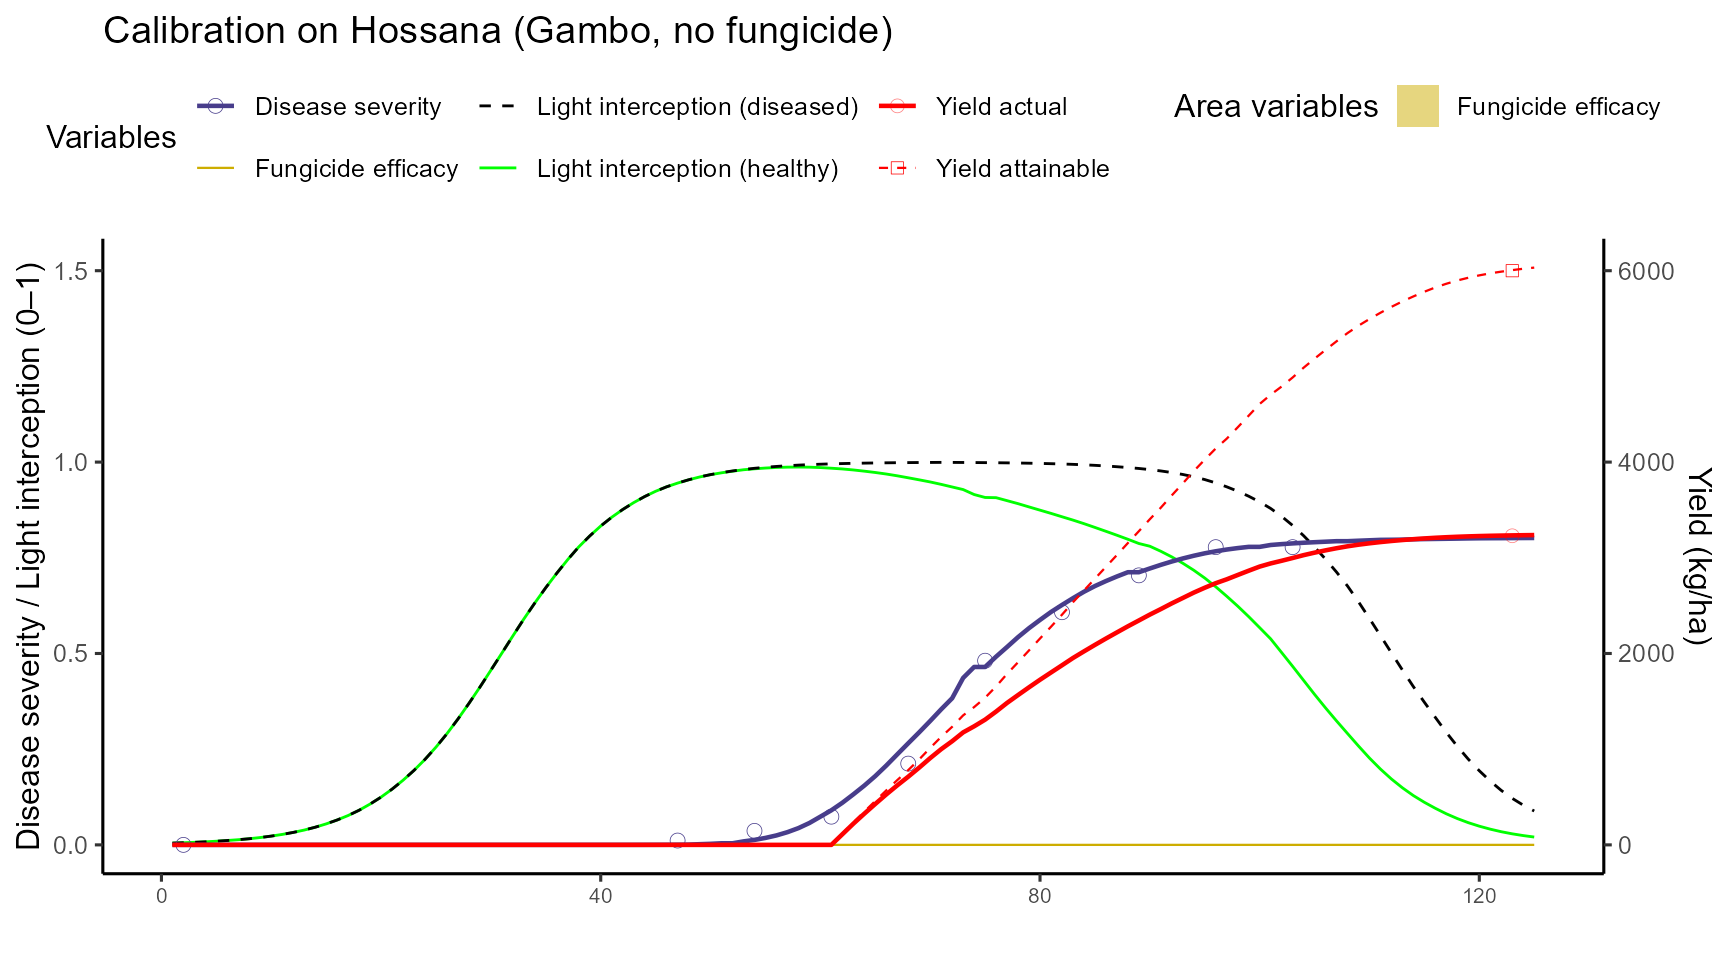 Calibration on Hossana (Gambo, no fungicide)
Variables
Disease severity
Light interception (diseased)
Yield actual
Fungicide efficacy
Light interception (healthy)
Yield attainable
Area variables
Fungicide efficacy
Disease severity / Light interception (0–1)
1.5
1.0
0.5
0.0
6000
4000
2000
0
Yield (kg/ha)
0
40
80
120